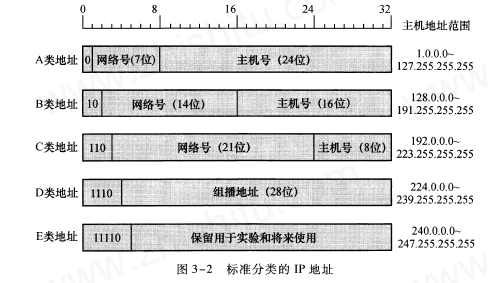 0 8 16 24 32
主机地址范围
A类地址 0 网络号(7位) 主机号（24位） 1.0.0.0~
127.255.255.255
B类地址 10 网络号（14位） 主机号（16位） 128.0.0.0~
191.255.255.255
C类地址 110 网络号（21位） 主机号（8位） 192.0.0.0~
223.255.255.255
D类地址 1110 组播地址（28位） 224.0.0.0~
239.255.255.255
E类地址 11110 保留用于实验和将来使用 240.0.0.0~
247.255.255.255
图 3-2 标准分类的 IP 地址